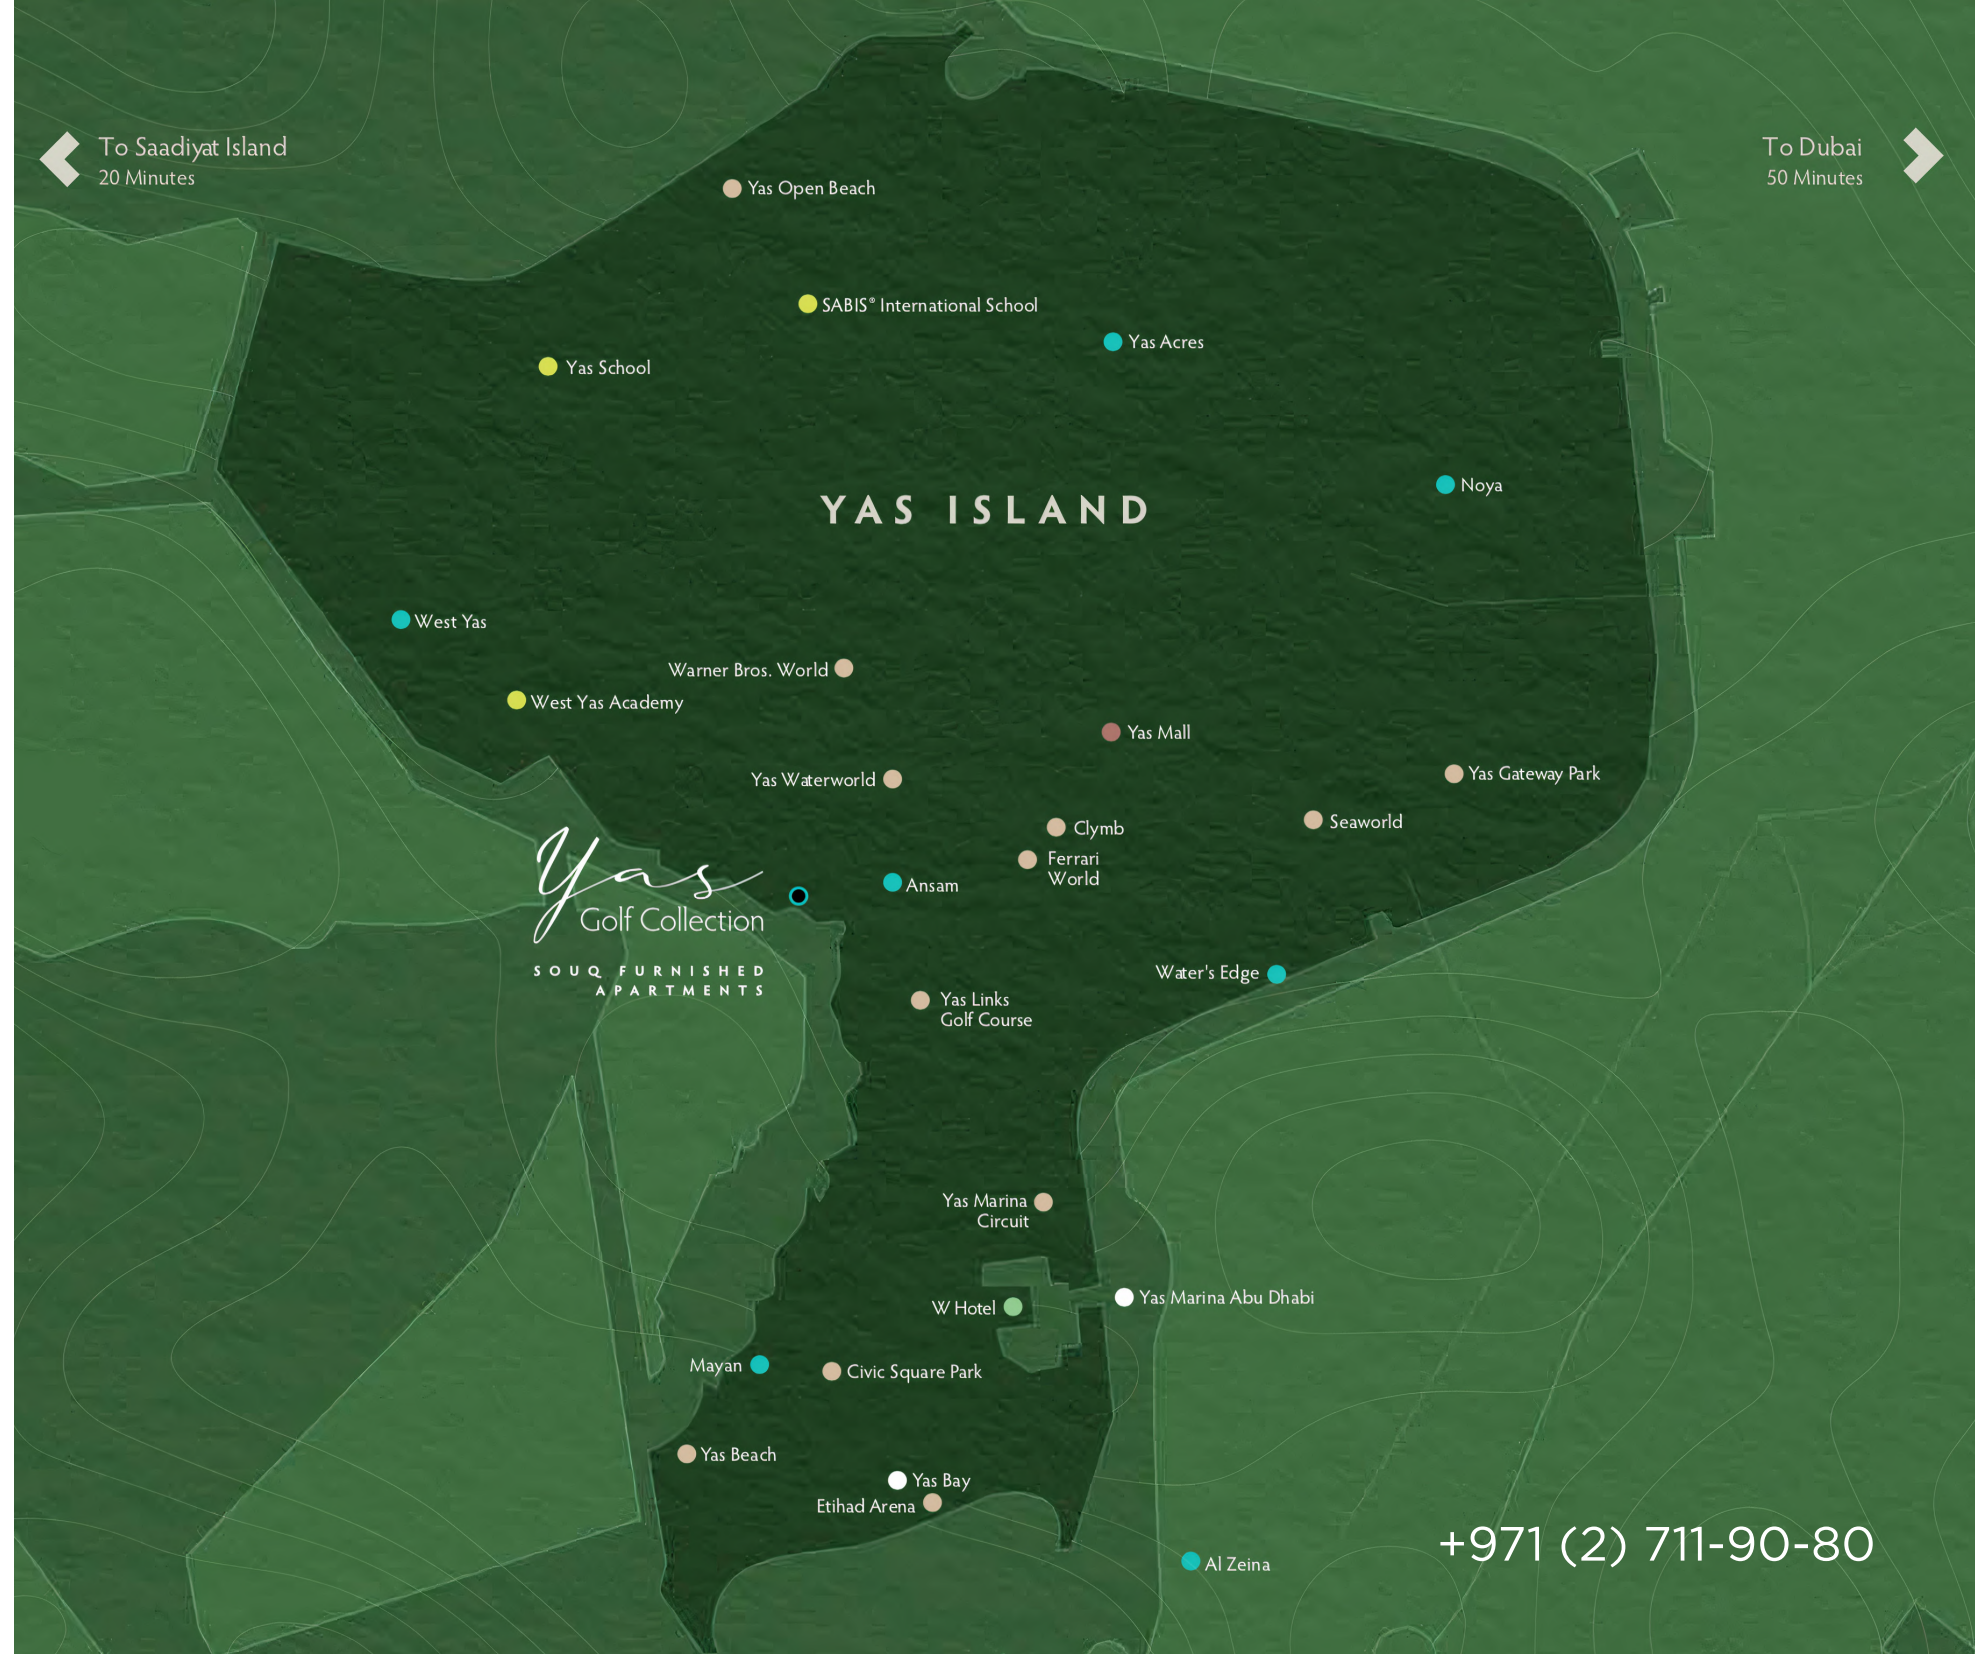 To Saadiyat Island
20 Minutes
To Dubai
50 Minutes
Yas Open Beach
SABIS® International School
Yas Acres
Yas School
Noya
YAS ISLAND
West Yas
Warner Bros. World
West Yas Academy
Yas Mall
Yas Waterworld
Yas Gateway Park
Clymb
Seaworld
Ferrari
World
Ansam
Yas
Golf Collection
SOUQ FURNISHED
APARTMENTS
Water's Edge
Yas Links
Golf Course
Yas Marina
Circuit
Yas Marina Abu Dhabi
W Hotel
Mayan
Civic Square Park
Yas Beach
Yas Bay
Etihad Arena
+971 (2) 711-90-80
Al Zeina